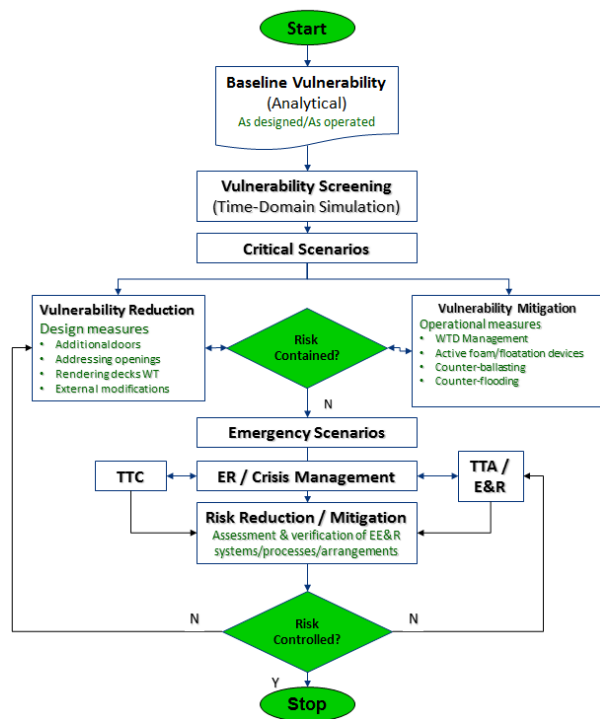 Start
Baseline Vulnerability
(Analytical)
As designed/As operated
Vulnerability Screening
(Time-Domain Simulation)
Critical Scenarios
Vulnerability Reduction
Design measures
• Additionaldoors
• Addressing openings
• Rendering decks WT
• External modifications
Risk
Contained?
Vulnerability Mitigation
Operational measures
• WTD Management
• Active foam/floatation devices
• Counter-ballasting
• Counter-flooding
N
Emergency Scenarios
TTC
ER / Crisis Management
TTA /
E&R
Risk Reduction / Mitigation
Assessment & verification of EE&R
systems/processes/arrangements
N
Risk
Controlled?
N
Y
Stop